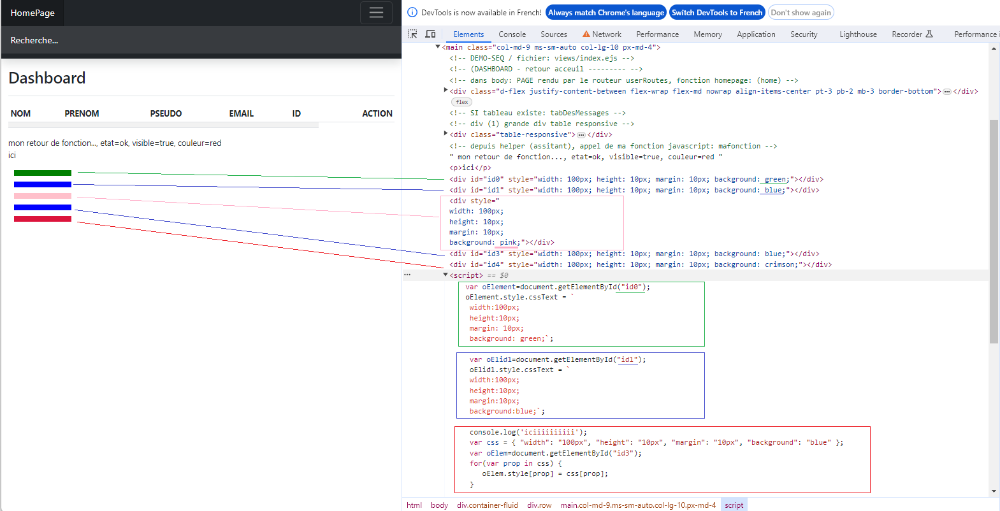 HomePage
Recherche...
Dashboard
NOM PRENOM PSEUDO EMAIL ID ACTION
mon retour de fonction..., etat=ok, visible=true, couleur=red
ici
DevTools is now available in French! Always match Chrome's language Switch DevTools to French Don't show again
Elements Console Sources Network Performance Memory Application Security Lighthouse Recorder Performance i
<main class="col-md-9 ms-sm-auto col-lg-10 px-md-4">
<!-- DEMO-SEQ / fichier: views/index.ejs -->
<!-- (DASHBOARD - retour acceuil --------- -->
<!-- dans body: PAGE rendu par le routeur userRoutes, fonction homepage: (home) -->
<div class="d-flex justify-content-between flex-wrap flex-md nowrap align-items-center pt-3 pb-2 mb-3 border-bottom">…</div>
flex
<!-- SI tableau existe: tabDesMessages -->
<!-- div (1) grande div table responsive -->
<div class="table-responsive">…</div>
<!-- depuis helper (assitant), appel de ma fonction javascript: mafonction -->
" mon retour de fonction..., etat=ok, visible=true, couleur=red "
<p>ici</p>
<div id="id0" style="width: 100px; height: 10px; margin: 10px; background: green;"></div>
<div id="id1" style="width: 100px; height: 10px; margin: 10px; background: blue;"></div>
<div style="
width: 100px;
height: 10px;
margin: 10px;
background: pink;"></div>
<div id="id3" style="width: 100px; height: 10px; margin: 10px; background: blue;"></div>
<div id="id4" style="width: 100px; height: 10px; margin: 10px; background: crimson;"></div>
… <script> == $0
var oElement=document.getElementById("id0");
oElement.style.cssText = `
width:100px;
height:10px;
margin: 10px;
background: green;`;
var oElid1=document.getElementById("id1");
oElid1.style.cssText = `
width:100px;
height:10px;
margin:10px;
background:blue;`;
console.log('iciiiiiiiiii');
var css = { "width": "100px", "height": "10px", "margin": "10px", "background": "blue" };
var oElem=document.getElementById("id3");
for(var prop in css) {
oElem.style[prop] = css[prop];
}
html body div.container-fluid div.row main.col-md-9.ms-sm-auto.col-lg-10.px-md-4 script